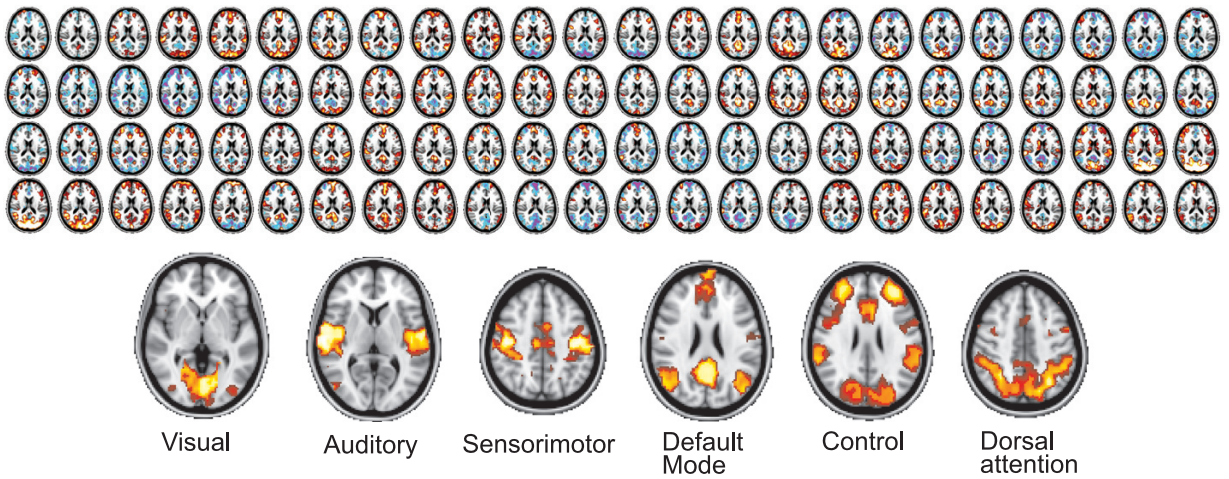 Visual
Auditory
Sensorimotor
Default
Mode
Control
Dorsal
attention